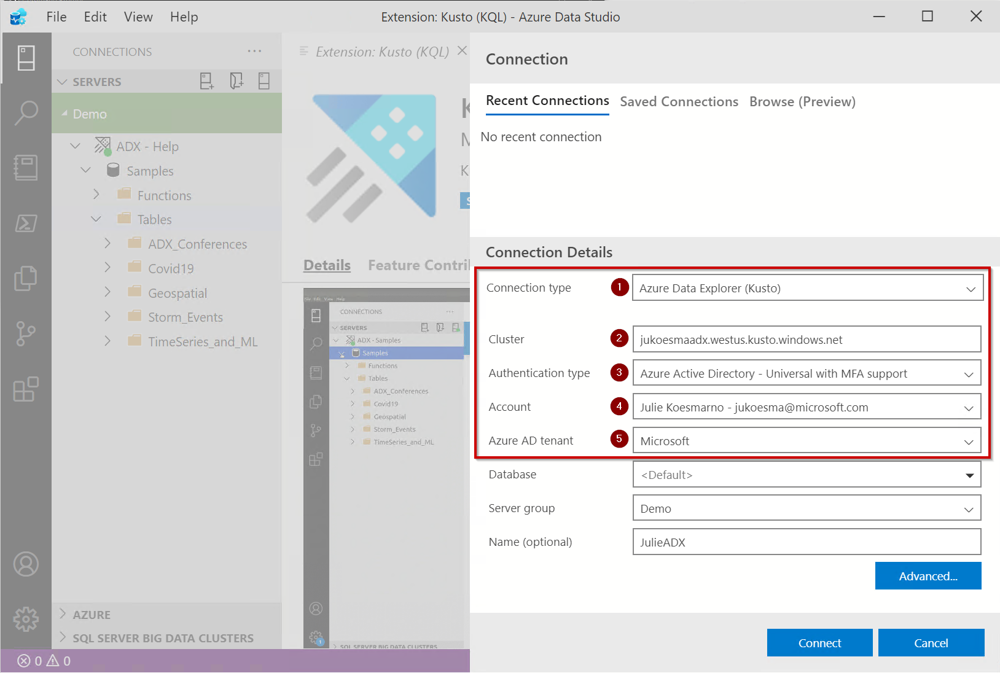 File Edit View Help
Extension: Kusto (KQL) - Azure Data Studio
CONNECTIONS
SERVERS
Demo
ADX - Help
Samples
Functions
Tables
ADX_Conferences
Covid19
Geospatial
Storm_Events
TimeSeries_and_ML
AZURE
SQL SERVER BIG DATA CLUSTERS
0 0
Extension: Kusto (KQL)
K
M
K
Details Feature Contri
File Edit View Help
CONNECTIONS
SERVERS
ADX - Samples
Samples
Functions
Tables
ADX_Conferences
Covid19
Geospatial
Storm_Events
TimeSeries_and_ML
1
SQL SERVER BIG DATA CLUSTERS
Connection
Recent Connections Saved Connections Browse (Preview)
No recent connection
Connection Details
Connection type 1 Azure Data Explorer (Kusto)
Cluster 2 jukoesmaadx.westus.kusto.windows.net
Authentication type 3 Azure Active Directory - Universal with MFA support
Account 4 Julie Koesmarno - jukoesma@microsoft.com
Azure AD tenant 5 Microsoft
Database <Default>
Server group Demo
Name (optional) JulieADX
Advanced...
Connect Cancel